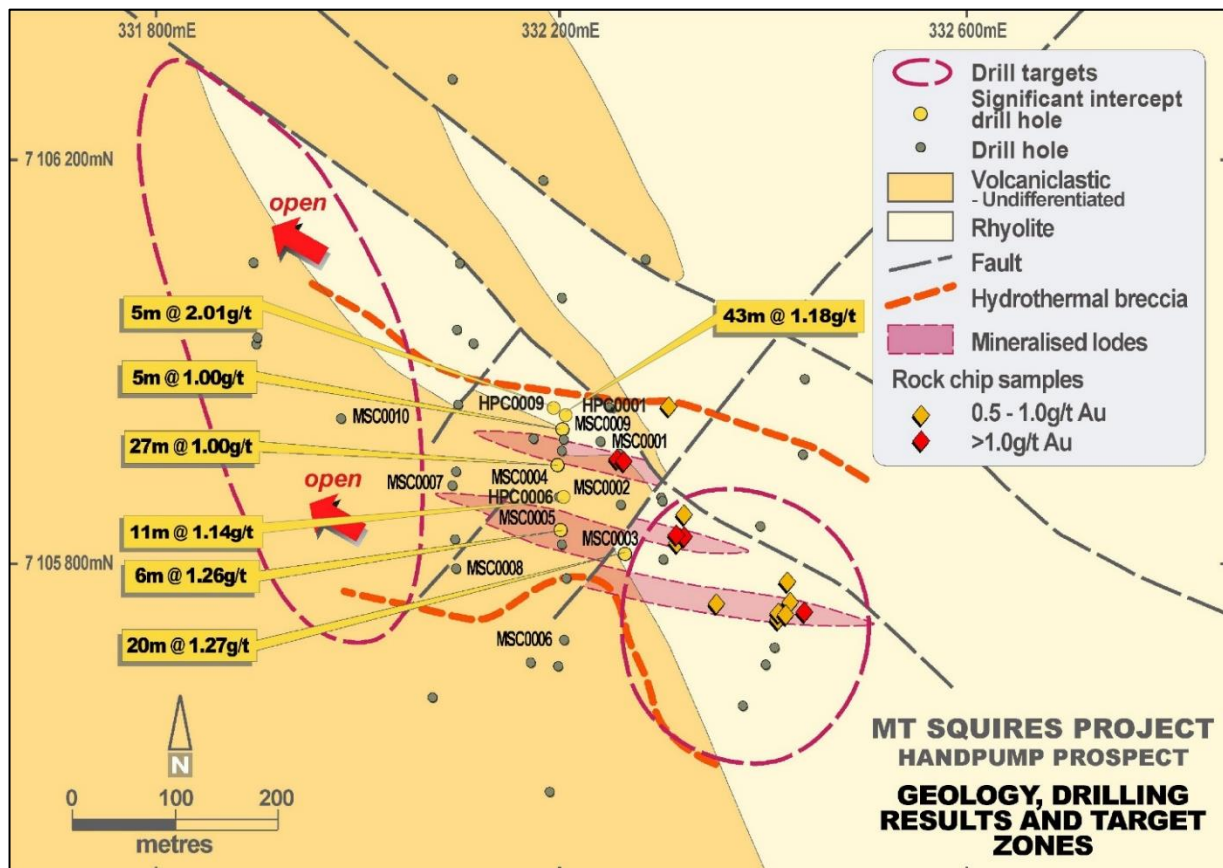 331 800mE
332 200mE
332 600mE
7 106 200mN
7 105 800mN
Drill targets
Significant intercept
drill hole
Drill hole
Volcaniclastic
- Undifferentiated
Rhyolite
Fault
Hydrothermal breccia
Mineralised lodes
Rock chip samples
0.5 - 1.0g/t Au
>1.0g/t Au
open
open
5m @ 2.01g/t
43m @ 1.18g/t
5m @ 1.00g/t
27m @ 1.00g/t
11m @ 1.14g/t
6m @ 1.26g/t
20m @ 1.27g/t
HPC0009
HPC0001
MSC0010
MSC0009
MSC0001
MSC0004
MSC0007
MSC0002
HPC0006
MSC0005
MSC0003
MSC0008
MSC0006
N
0 100 200
metres
MT SQUIRES PROJECT
HANDPUMP PROSPECT
GEOLOGY, DRILLING
RESULTS AND TARGET
ZONES